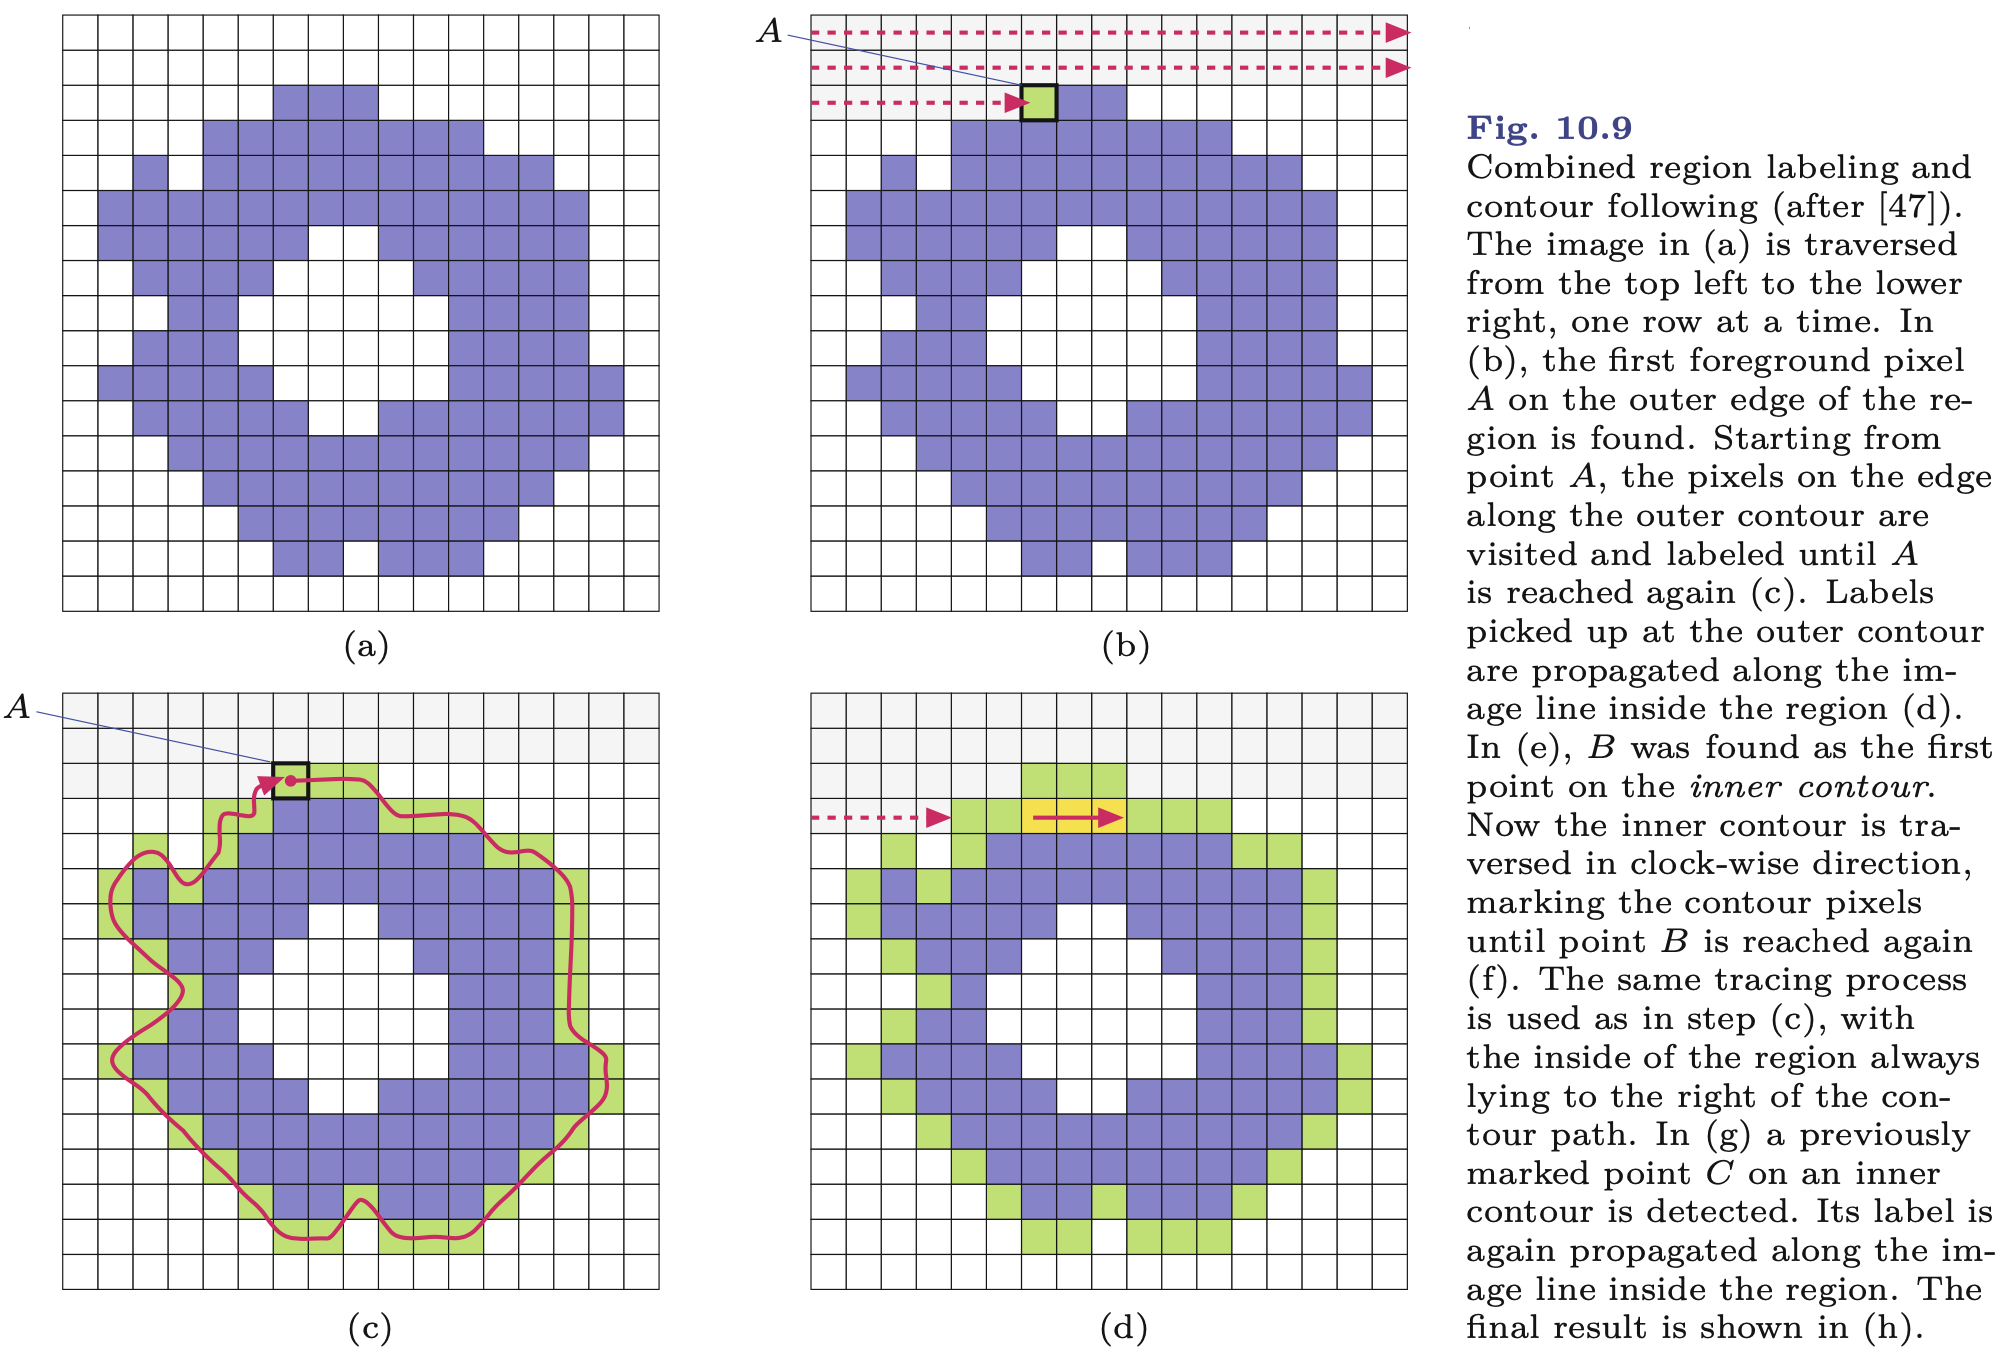 A
(a)
(b)
A
(c)
(d)
Fig. 10.9
Combined region labeling and
contour following (after [47]).
The image in (a) is traversed
from the top left to the lower
right, one row at a time. In
(b), the first foreground pixel
A on the outer edge of the re-
gion is found. Starting from
point A, the pixels on the edge
along the outer contour are
visited and labeled until A
is reached again (c). Labels
picked up at the outer contour
are propagated along the im-
age line inside the region (d).
In (e), B was found as the first
point on the inner contour.
Now the inner contour is tra-
versed in clock-wise direction,
marking the contour pixels
until point B is reached again
(f). The same tracing process
is used as in step (c), with
the inside of the region always
lying to the right of the con-
tour path. In (g) a previously
marked point C on an inner
contour is detected. Its label is
again propagated along the im-
age line inside the region. The
final result is shown in (h).